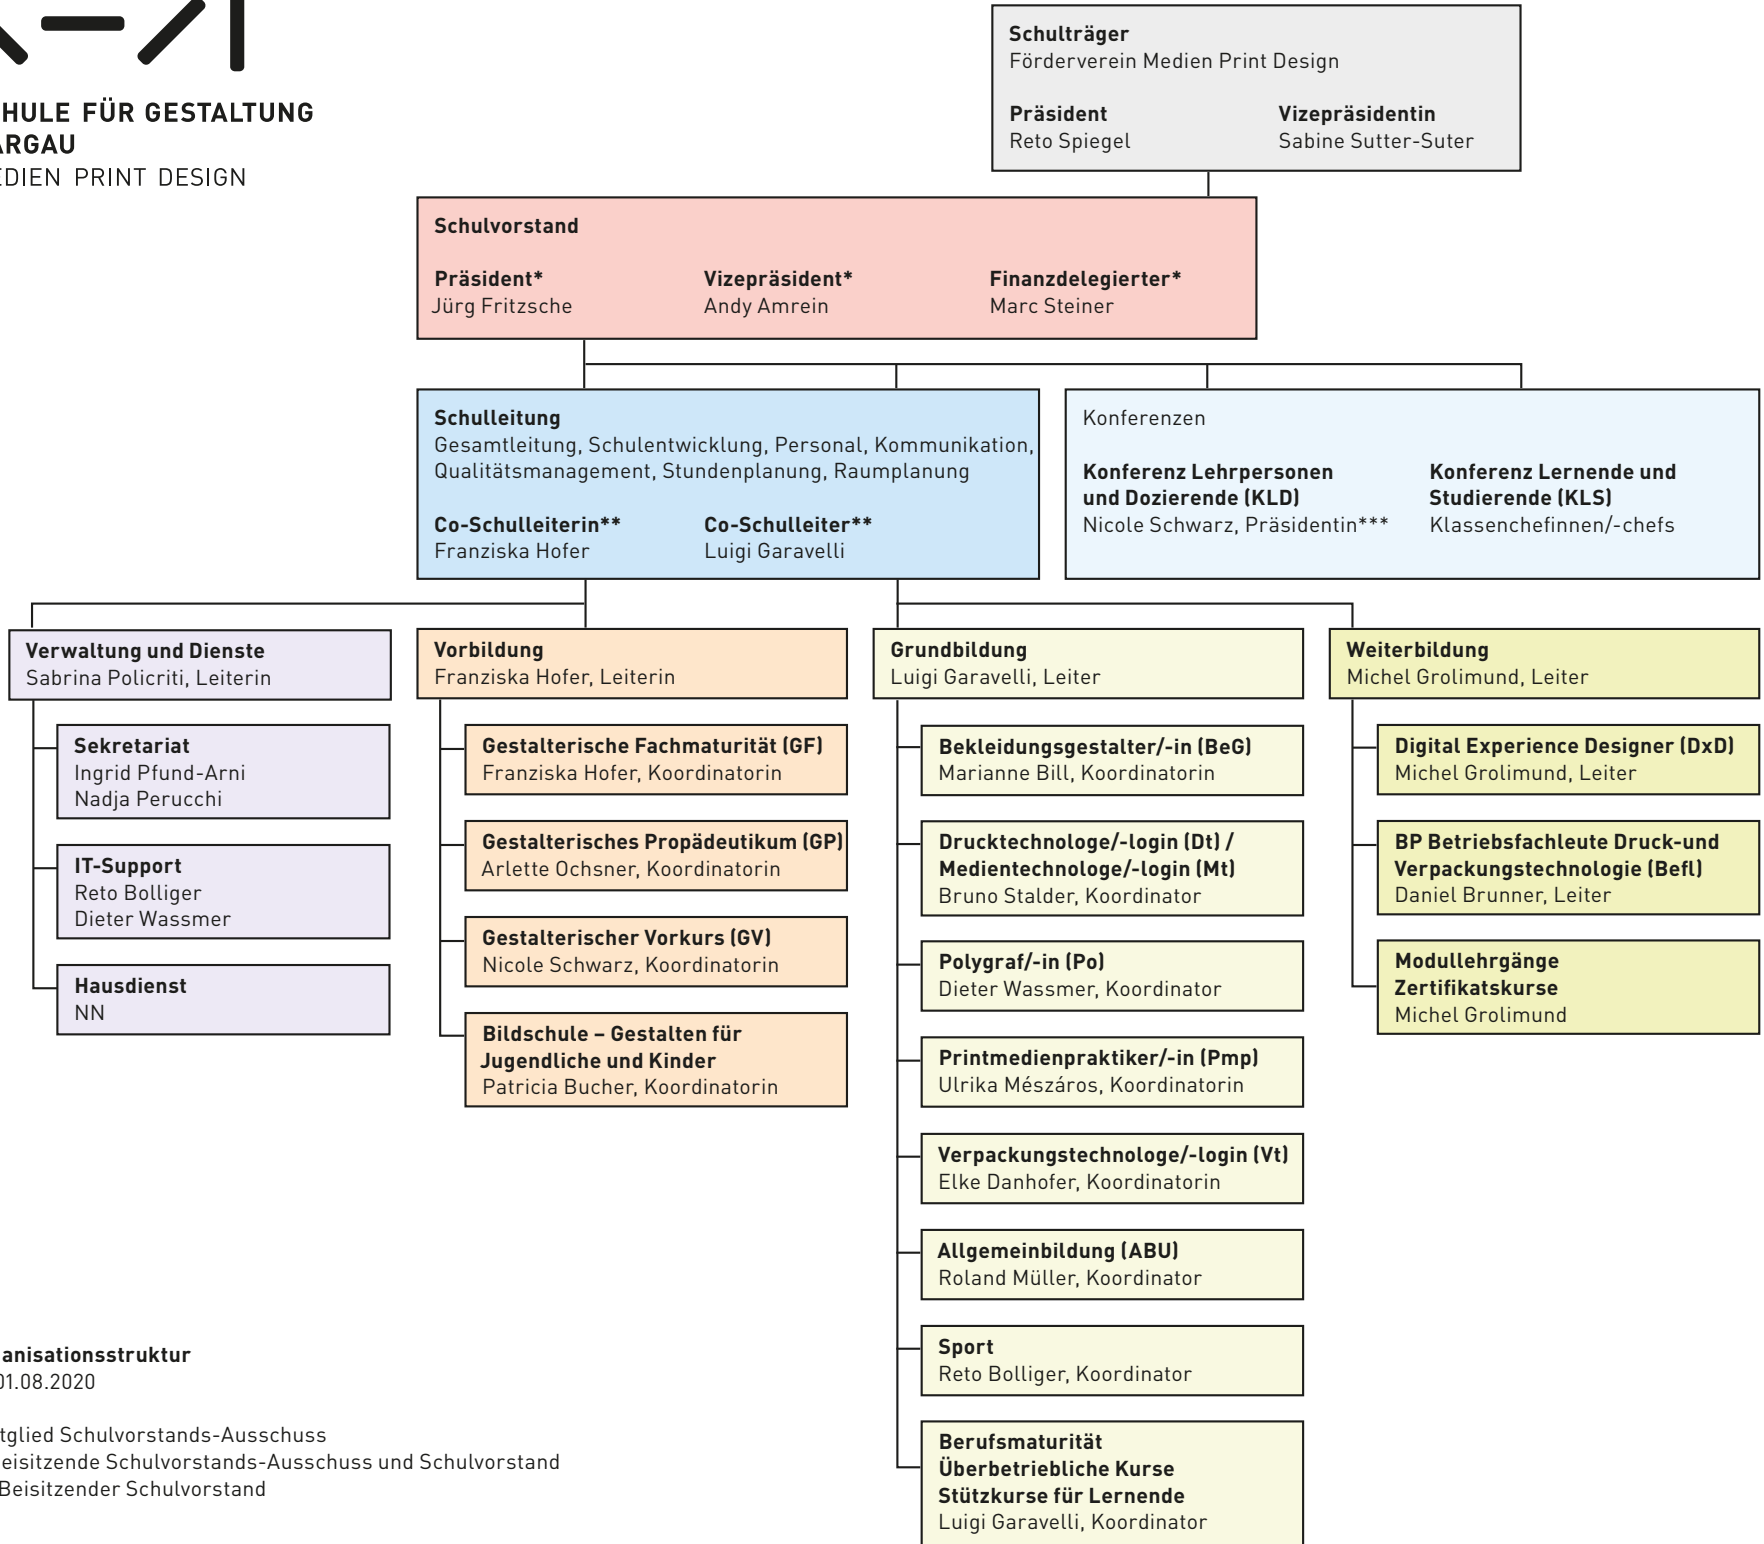 HULE FÜR GESTALTUNG
ARGAU
EDIEN PRINT DESIGN
Schulträger
Förderverein Medien Print Design
Präsident
Reto Spiegel
Vizepräsidentin
Sabine Sutter-Suter
Schulvorstand
Präsident*
Jürg Fritzsche
Vizepräsident*
Andy Amrein
Finanzdelegierter*
Marc Steiner
Schulleitung
Gesamtleitung, Schulentwicklung, Personal, Kommunikation,
Qualitätsmanagement, Stundenplanung, Raumplanung
Co-Schulleiterin**
Franziska Hofer
Co-Schulleiter**
Luigi Garavelli
Konferenzen
Konferenz Lehrpersonen
und Dozierende (KLD)
Nicole Schwarz, Präsidentin***
Konferenz Lernende und
Studierende (KLS)
Klassenchefinnen/-chefs
Verwaltung und Dienste
Sabrina Policriti, Leiterin
Sekretariat
Ingrid Pfund-Arni
Nadja Perucchi
IT-Support
Reto Bolliger
Dieter Wassmer
Hausdienst
NN
Vorbildung
Franziska Hofer, Leiterin
Gestalterische Fachmaturität (GF)
Franziska Hofer, Koordinatorin
Gestalterisches Propädeutikum (GP)
Arlette Ochsner, Koordinatorin
Gestalterischer Vorkurs (GV)
Nicole Schwarz, Koordinatorin
Bildschule – Gestalten für
Jugendliche und Kinder
Patricia Bucher, Koordinatorin
Grundbildung
Luigi Garavelli, Leiter
Bekleidungsgestalter/-in (BeG)
Marianne Bill, Koordinatorin
Drucktechnologe/-login (Dt) /
Medientechnologe/-login (Mt)
Bruno Stalder, Koordinator
Polygraf/-in (Po)
Dieter Wassmer, Koordinator
Printmedienpraktiker/-in (Pmp)
Ulrika Mészáros, Koordinatorin
Verpackungstechnologe/-login (Vt)
Elke Danhofer, Koordinatorin
Allgemeinbildung (ABU)
Roland Müller, Koordinator
Sport
Reto Bolliger, Koordinator
Berufsmaturität
Überbetriebliche Kurse
Stützkurse für Lernende
Luigi Garavelli, Koordinator
Weiterbildung
Michel Grolimund, Leiter
Digital Experience Designer (DxD)
Michel Grolimund, Leiter
BP Betriebsfachleute Druck-und
Verpackungstechnologie (Befl)
Daniel Brunner, Leiter
Modullehrgänge
Zertifikatskurse
Michel Grolimund
anisationsstruktur
01.08.2020
tglied Schulvorstands-Ausschuss
eisitzende Schulvorstands-Ausschuss und Schulvorstand
Beisitzender Schulvorstand